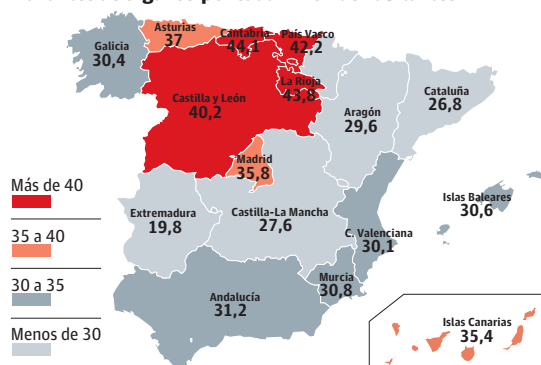 Asturias
37
Cantabria
44,1
País Vasco
42,2
Galicia
30,4
La Rioja
43,8
Castilla y León
40,2
Cataluña
26,8
Aragón
29,6
Madrid
35,8
Más de 40
35 a 40
30 a 35
Menos de 30
Extremadura
19,8
Castilla-La Mancha
27,6
Islas Baleares
30,6
C. Valenciana
30,1
Murcia
30,8
Andalucía
31,2
Islas Canarias
35,4